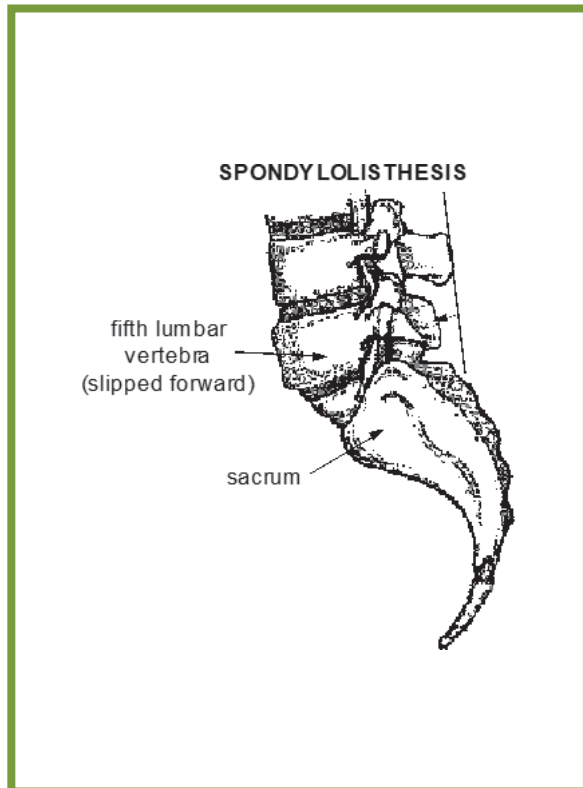 SPONDYLOLISTHESIS
fifth lumbar
vertebra
(slipped forward)
sacrum